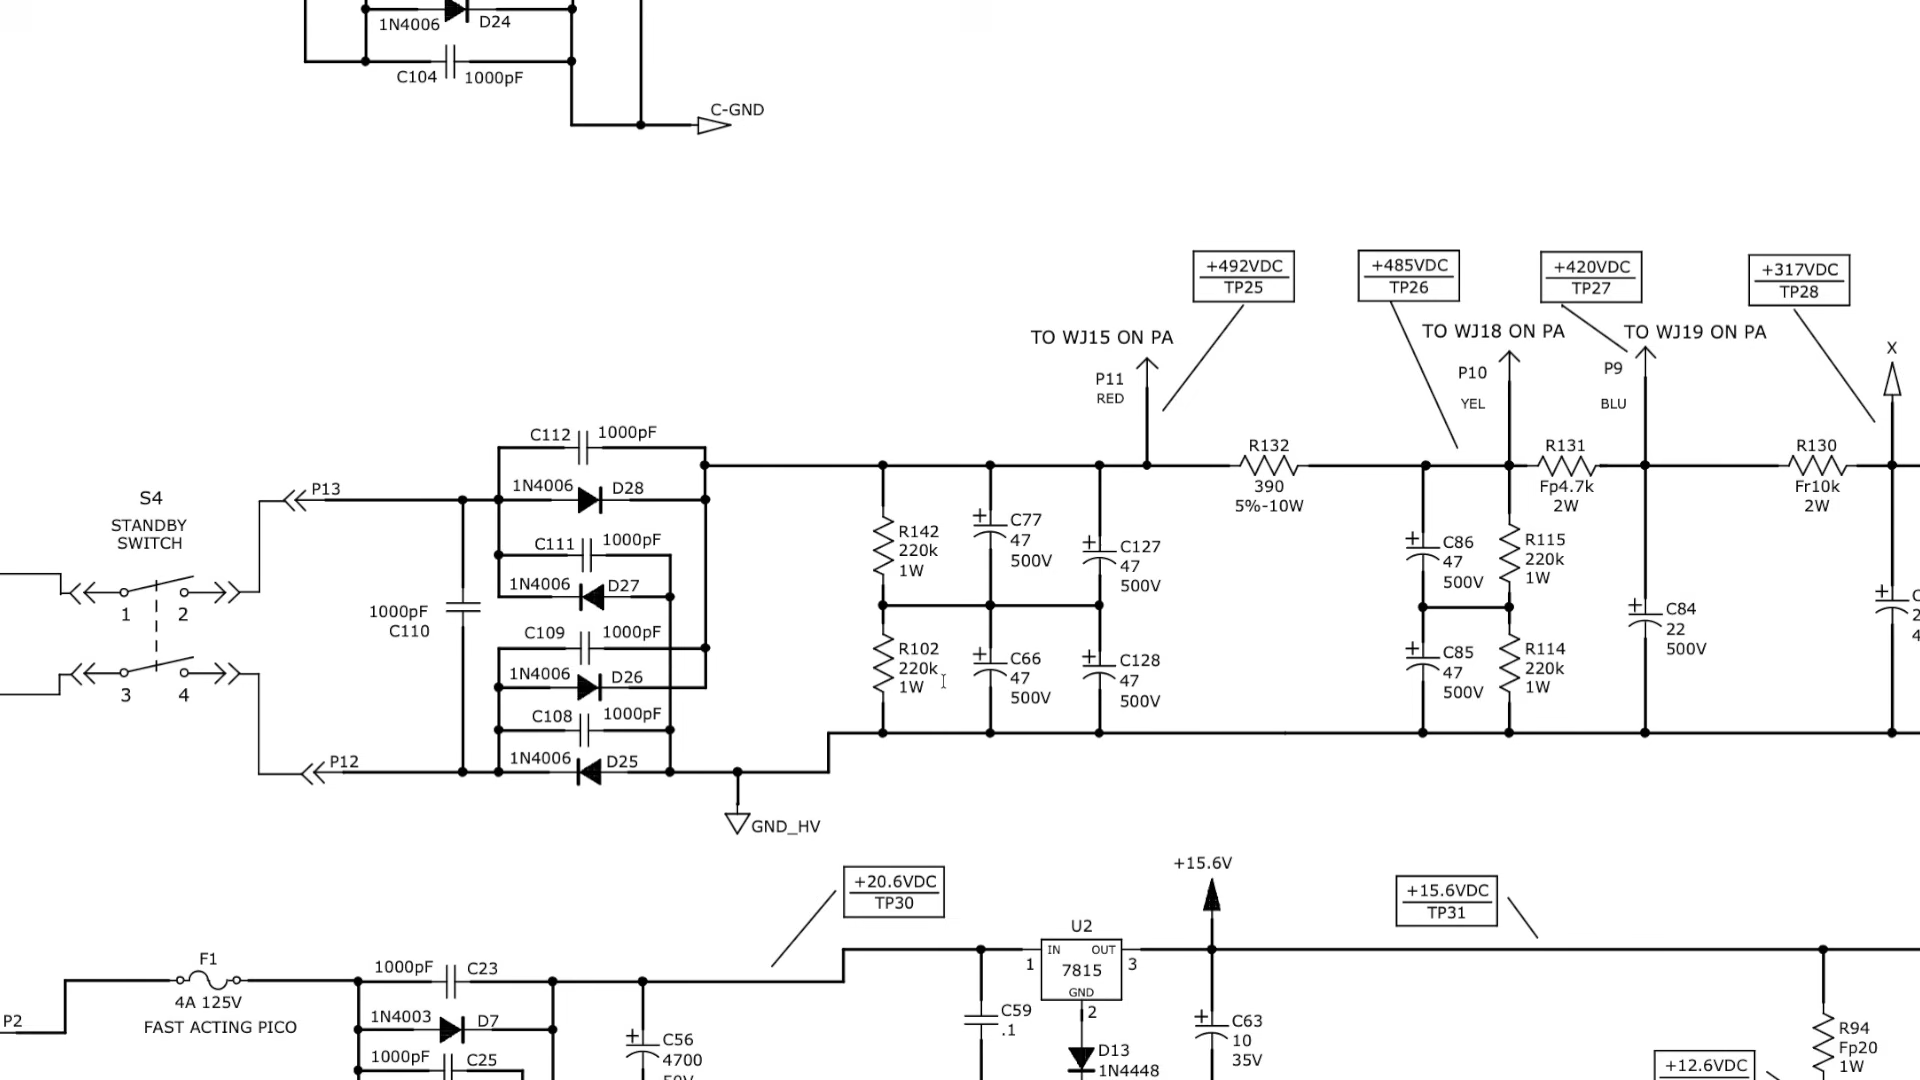 1N4006
D24
C104
1000pF
C-GND
+492VDC
TP25
+485VDC
TP26
+420VDC
TP27
+317VDC
TP28
TO WJ15 ON PA
TO WJ18 ON PA
TO WJ19 ON PA
X
P11
RED
P10
YEL
P9
BLU
C112
1000pF
R132
390
5%-10W
R131
Fp4.7k
2W
R130
Fr10k
2W
S4
STANDBY
SWITCH
P13
1N4006
D28
C111
1000pF
1N4006
D27
1
2
3
4
1000pF
C110
C109
1000pF
1N4006
D26
C108
1000pF
1N4006
D25
P12
GND_HV
R142
220k
1W
C77
47
500V
C127
47
500V
R102
220k
1W
C66
47
500V
C128
47
500V
C86
47
500V
R115
220k
1W
C85
47
500V
R114
220k
1W
C84
22
500V
+20.6VDC
TP30
+15.6V
+15.6VDC
TP31
U2
IN
OUT
7815
GND
1
3
2
F1
4A 125V
FAST ACTING PICO
P2
1000pF
C23
1N4003
D7
1000pF
C25
C56
4700
50V
C59
.1
D13
1N4448
C63
10
35V
R94
Fp20
1W
+12.6VDC